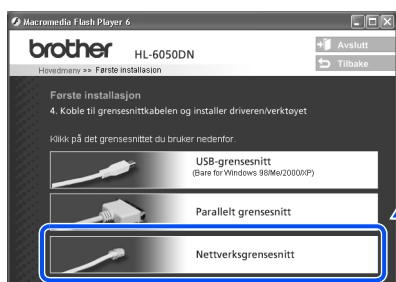 Macromedia Flash Player 6
brother HL-6050DN
Avslutt
Hovedmeny >> Første installasjon
Tilbake
Første installasjon
4. Koble til grensesnittkabelen og installer driveren/verktøyet
Klikk på det grensesnittet du bruker nedenfor.
USB-grensesnitt
(Bare for Windows 98/Me/2000/XP)
Parallelt grensesnitt
Nettverksgrensesnitt